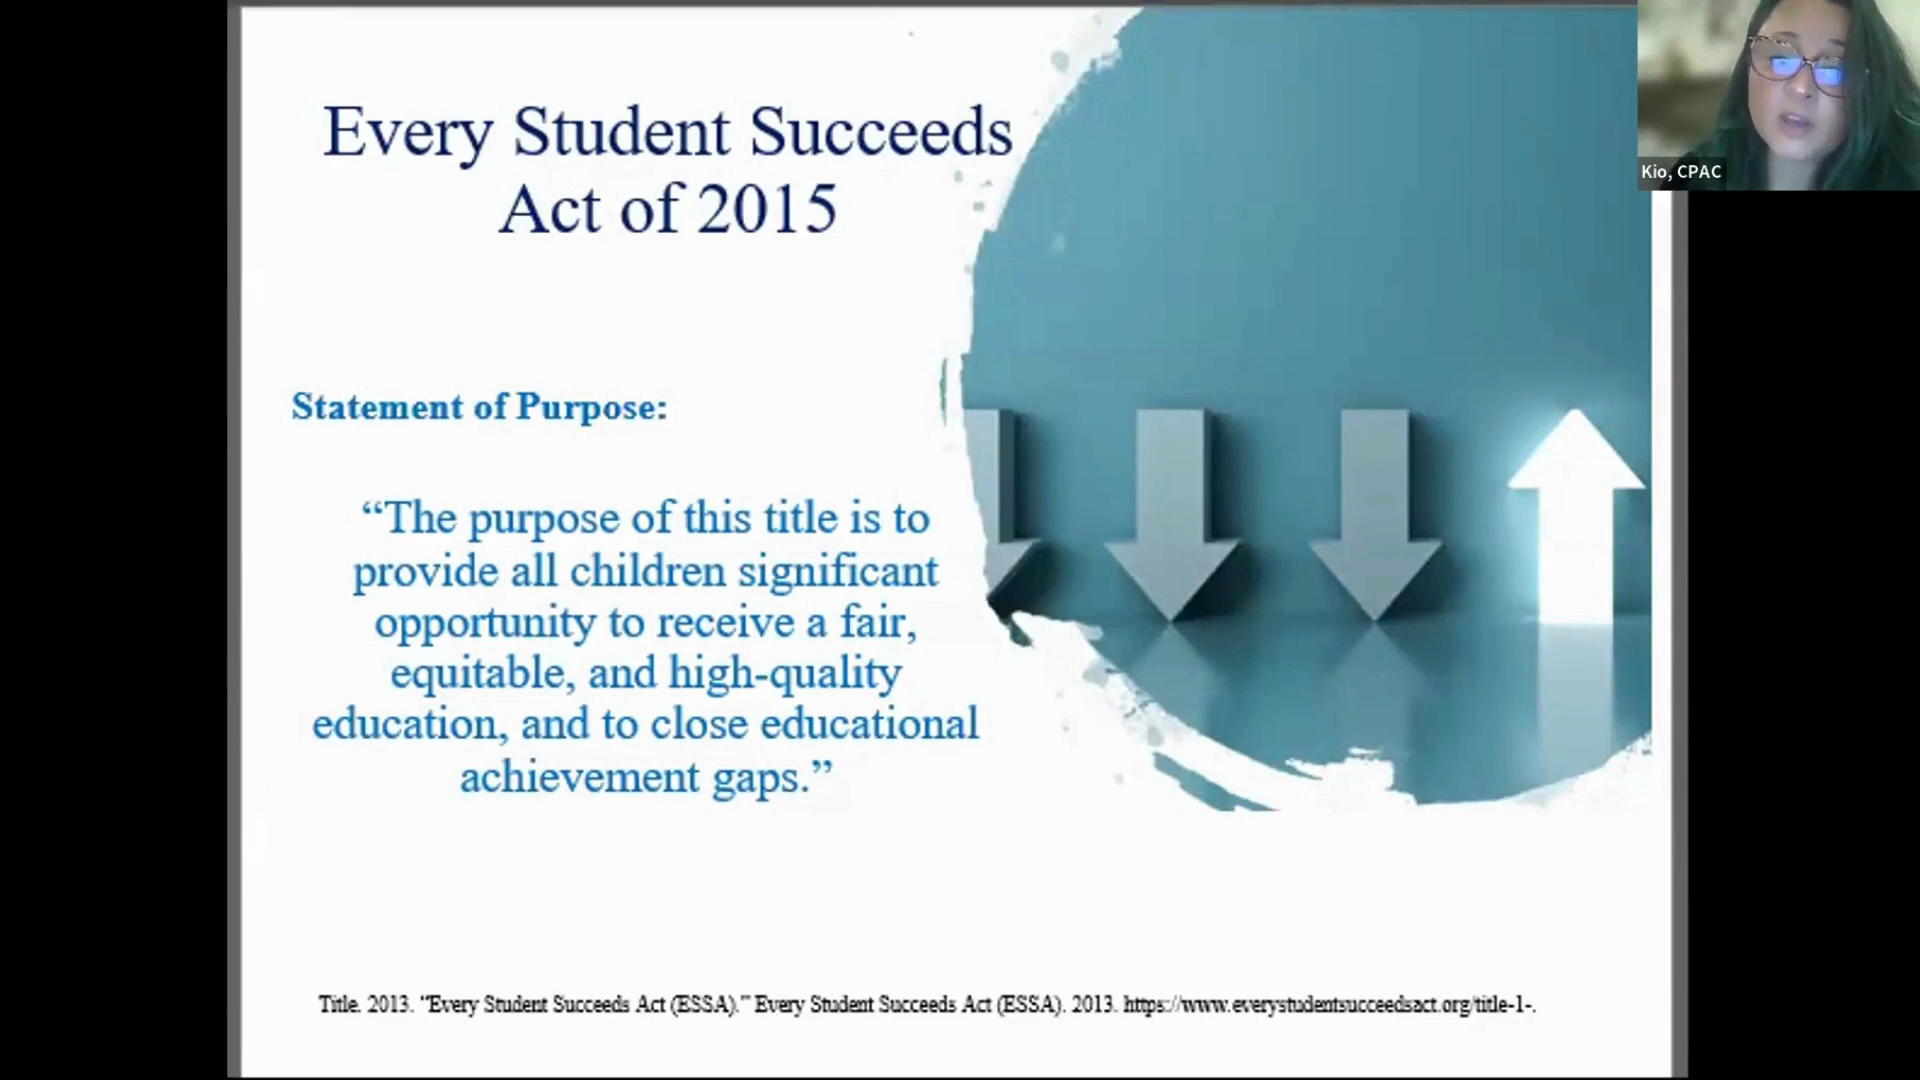 Every Student Succeeds
Act of 2015
Kio, CPAC
Statement of Purpose:
“The purpose of this title is to
provide all children significant
opportunity to receive a fair,
equitable, and high-quality
education, and to close educational
achievement gaps.”
Title. 2013. “Every Student Succeeds Act (ESSA).” Every Student Succeeds Act (ESSA). 2013. https://www.everystudentsucceedsact.org/title-1-.